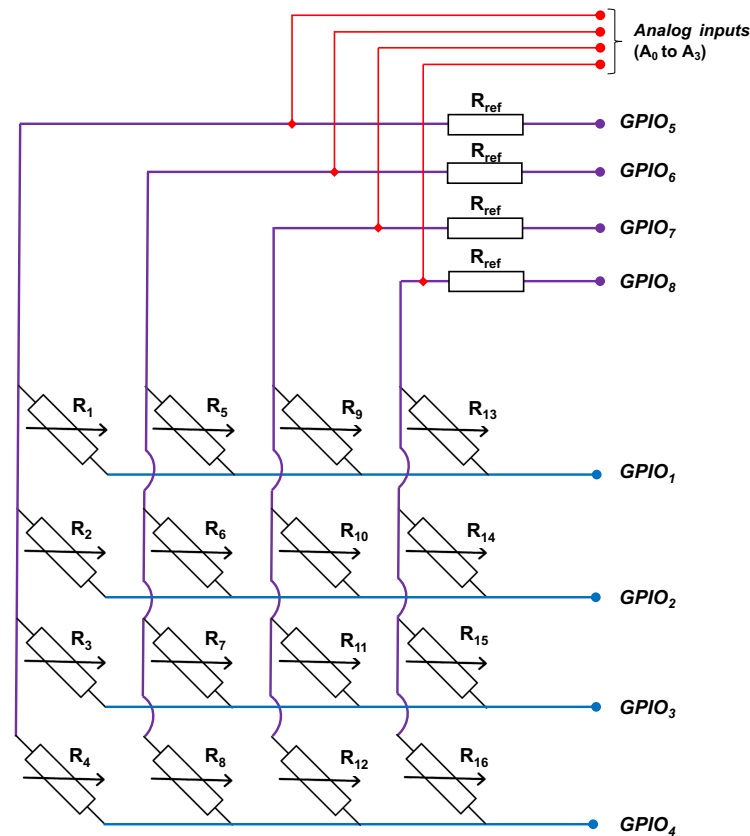 Analog inputs
(A0 to A3)
Rref
GPIO5
Rref
GPIO6
Rref
GPIO7
Rref
GPIO8
R1 R5 R9 R13
GPIO1
R2 R6 R10 R14
GPIO2
R3 R7 R11 R15
GPIO3
R4 R8 R12 R16
GPIO4